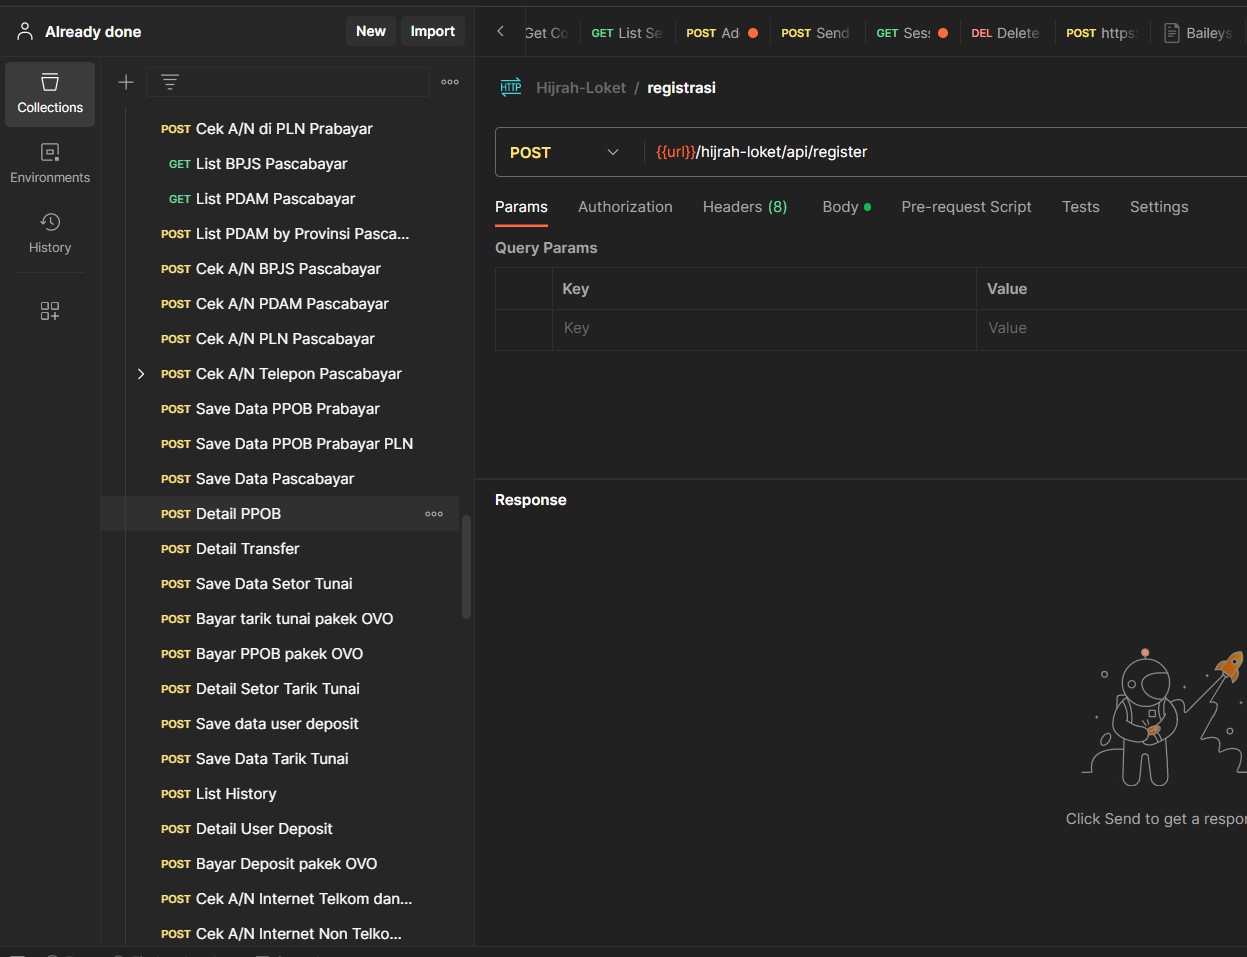 Already done
New
Import
Get Co
GET List Se
POST Ad
POST Send
GET Ses
DEL Delete
POST https:
Baileys
Collections
Environments
History
POST Cek A/N di PLN Prabayar
GET List BPJS Pascabayar
GET List PDAM Pascabayar
POST List PDAM by Provinsi Pasca...
POST Cek A/N BPJS Pascabayar
POST Cek A/N PDAM Pascabayar
POST Cek A/N PLN Pascabayar
POST Cek A/N Telepon Pascabayar
POST Save Data PPOB Prabayar
POST Save Data PPOB Prabayar PLN
POST Save Data Pascabayar
POST Detail PPOB
POST Detail Transfer
POST Save Data Setor Tunai
POST Bayar tarik tunai pakek OVO
POST Bayar PPOB pakek OVO
POST Detail Setor Tarik Tunai
POST Save data user deposit
POST Save Data Tarik Tunai
POST List History
POST Detail User Deposit
POST Bayar Deposit pakek OVO
POST Cek A/N Internet Telkom dan...
POST Cek A/N Internet Non Telko...
HTTP Hijrah-Loket / registrasi
POST {{url}}/hijrah-loket/api/register
Params Authorization Headers (8) Body Pre-request Script Tests Settings
Query Params
Key Value
Key Value
Response
Click Send to get a respon